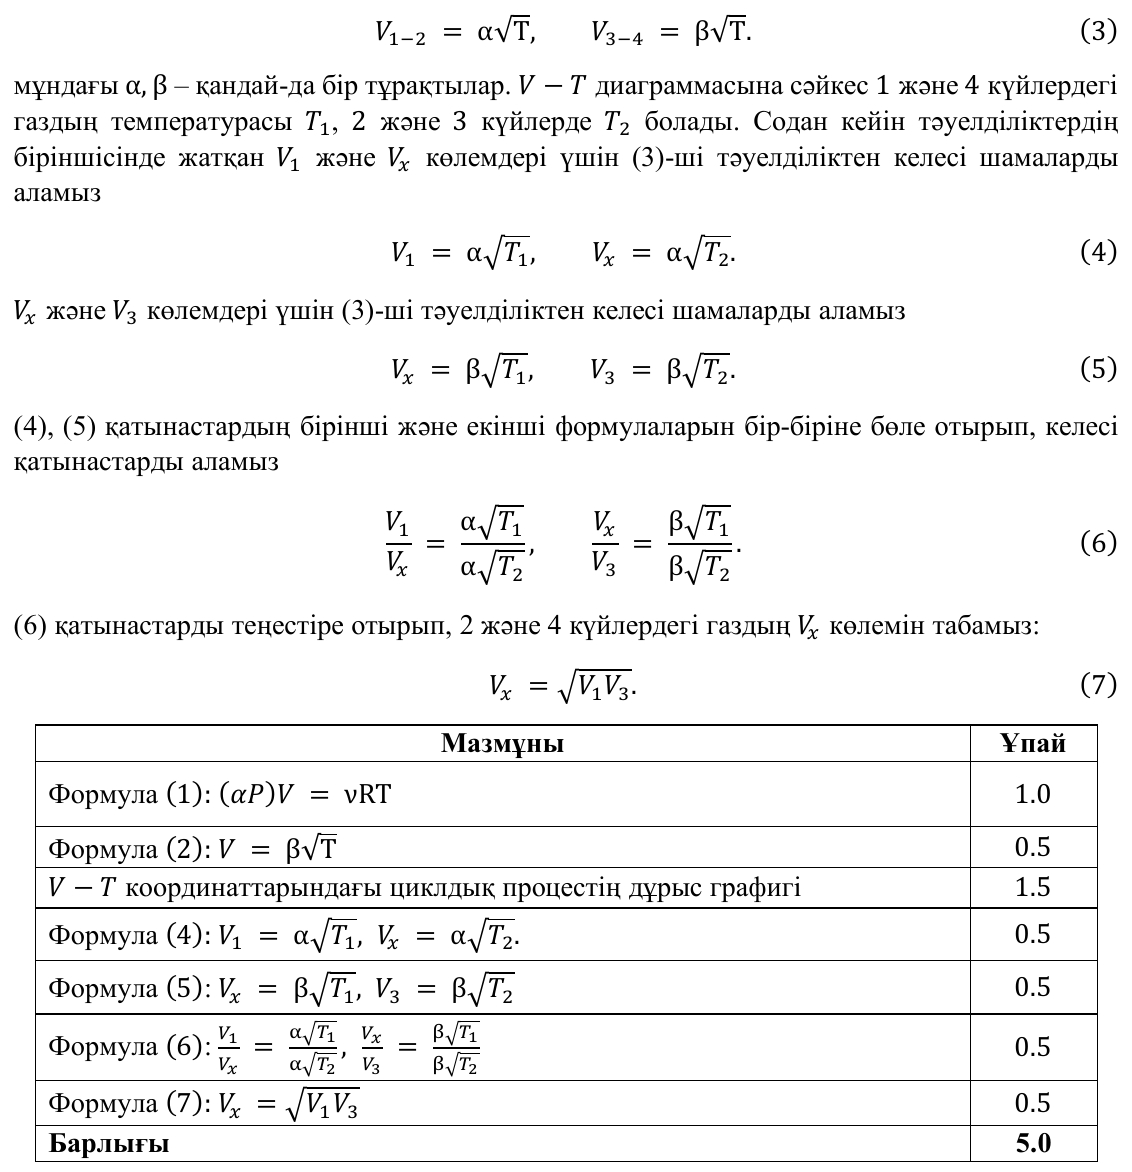 V₁₋₂ = α√T, V₃₋₄ = β√T. (3)
мұндағы α, β – қандай-да бір тұрақтылар. V − T диаграммасына сәйкес 1 және 4 күйлердегі
газдың температурасы T₁, 2 және 3 күйлерде T₂ болады. Содан кейін тәуелділіктердің
біріншісінде жатқан V₁ және Vₓ көлемдері үшін (3)-ші тәуелділіктен келесі шамаларды
аламыз
V₁ = α√T₁, Vₓ = α√T₂. (4)
Vₓ және V₃ көлемдері үшін (3)-ші тәуелділіктен келесі шамаларды аламыз
Vₓ = β√T₁, V₃ = β√T₂. (5)
(4), (5) қатынастардың бірінші және екінші формулаларын бір-біріне бөле отырып, келесі
қатынастарды аламыз
V₁/Vₓ = α√T₁/α√T₂, Vₓ/V₃ = β√T₁/β√T₂. (6)
(6) қатынастарды теңестіре отырып, 2 және 4 күйлердегі газдың Vₓ көлемін табамыз:
Vₓ = √V₁V₃. (7)
Мазмұны Ұпай
Формула (1): (αP)V = νRT 1.0
Формула (2): V = β√T 0.5
V − T координаттарындағы циклдық процестің дұрыс графигі 1.5
Формула (4): V₁ = α√T₁, Vₓ = α√T₂. 0.5
Формула (5): Vₓ = β√T₁, V₃ = β√T₂ 0.5
Формула (6): V₁/Vₓ = α√T₁/α√T₂, Vₓ/V₃ = β√T₁/β√T₂ 0.5
Формула (7): Vₓ = √V₁V₃ 0.5
Барлығы 5.0